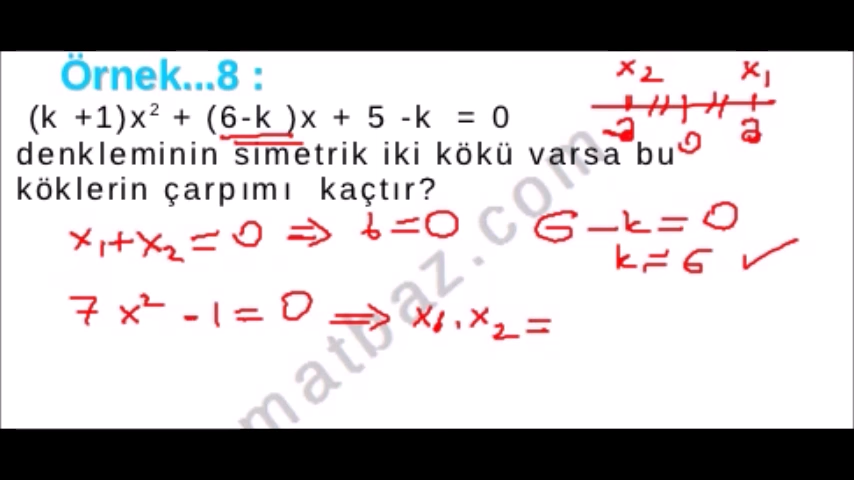 Örnek...8 :
(k +1)x² + (6-k )x + 5 -k = 0
denkleminin simetrik iki kökü varsa bu
köklerin çarpımı kaçtır?
x₂ x₁
-a 0 a
x₁+x₂=0 ⇒ b=0 6-k=0
k=6 ✓
7x²-1=0 ⇒ x₁.x₂=
matbaz.com